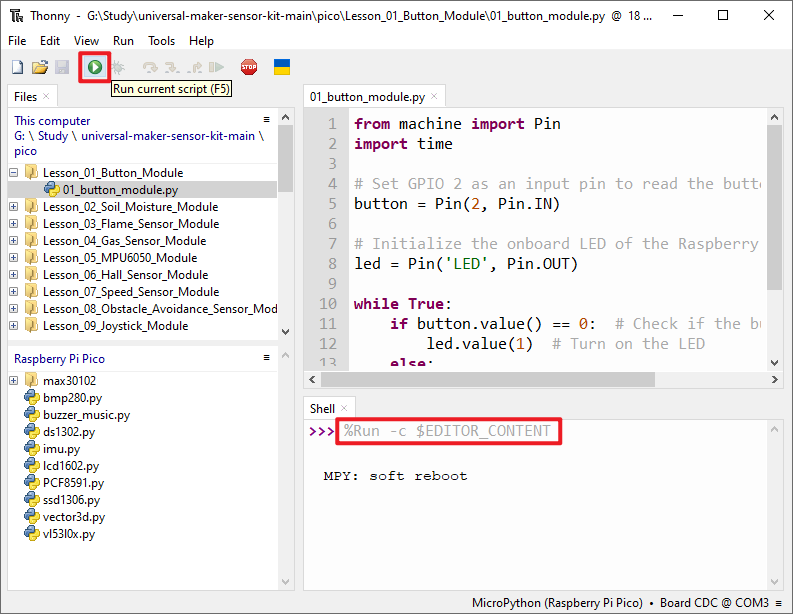 Thonny - G:\Study\universal-maker-sensor-kit-main\pico\Lesson_01_Button_Module\01_button_module.py @ 18 ...
File Edit View Run Tools Help
STOP
Run current script (F5)
Files
This computer
G: \ Study \ universal-maker-sensor-kit-main \
pico
Lesson_01_Button_Module
01_button_module.py
Lesson_02_Soil_Moisture_Module
Lesson_03_Flame_Sensor_Module
Lesson_04_Gas_Sensor_Module
Lesson_05_MPU6050_Module
Lesson_06_Hall_Sensor_Module
Lesson_07_Speed_Sensor_Module
Lesson_08_Obstacle_Avoidance_Sensor_Mod
Lesson_09_Joystick_Module
Raspberry Pi Pico
max30102
bmp280.py
buzzer_music.py
ds1302.py
imu.py
lcd1602.py
PCF8591.py
ssd1306.py
vector3d.py
vl53l0x.py
01_button_module.py
1 from machine import Pin
2 import time
3
4 # Set GPIO 2 as an input pin to read the butt
5 button = Pin(2, Pin.IN)
6
7 # Initialize the onboard LED of the Raspberry
8 led = Pin('LED', Pin.OUT)
9
10 while True:
11 if button.value() == 0: # Check if the bu
12 led.value(1) # Turn on the LED
13 else:
Shell
>>> %Run -c $EDITOR_CONTENT
MPY: soft reboot
MicroPython (Raspberry Pi Pico) • Board CDC @ COM3